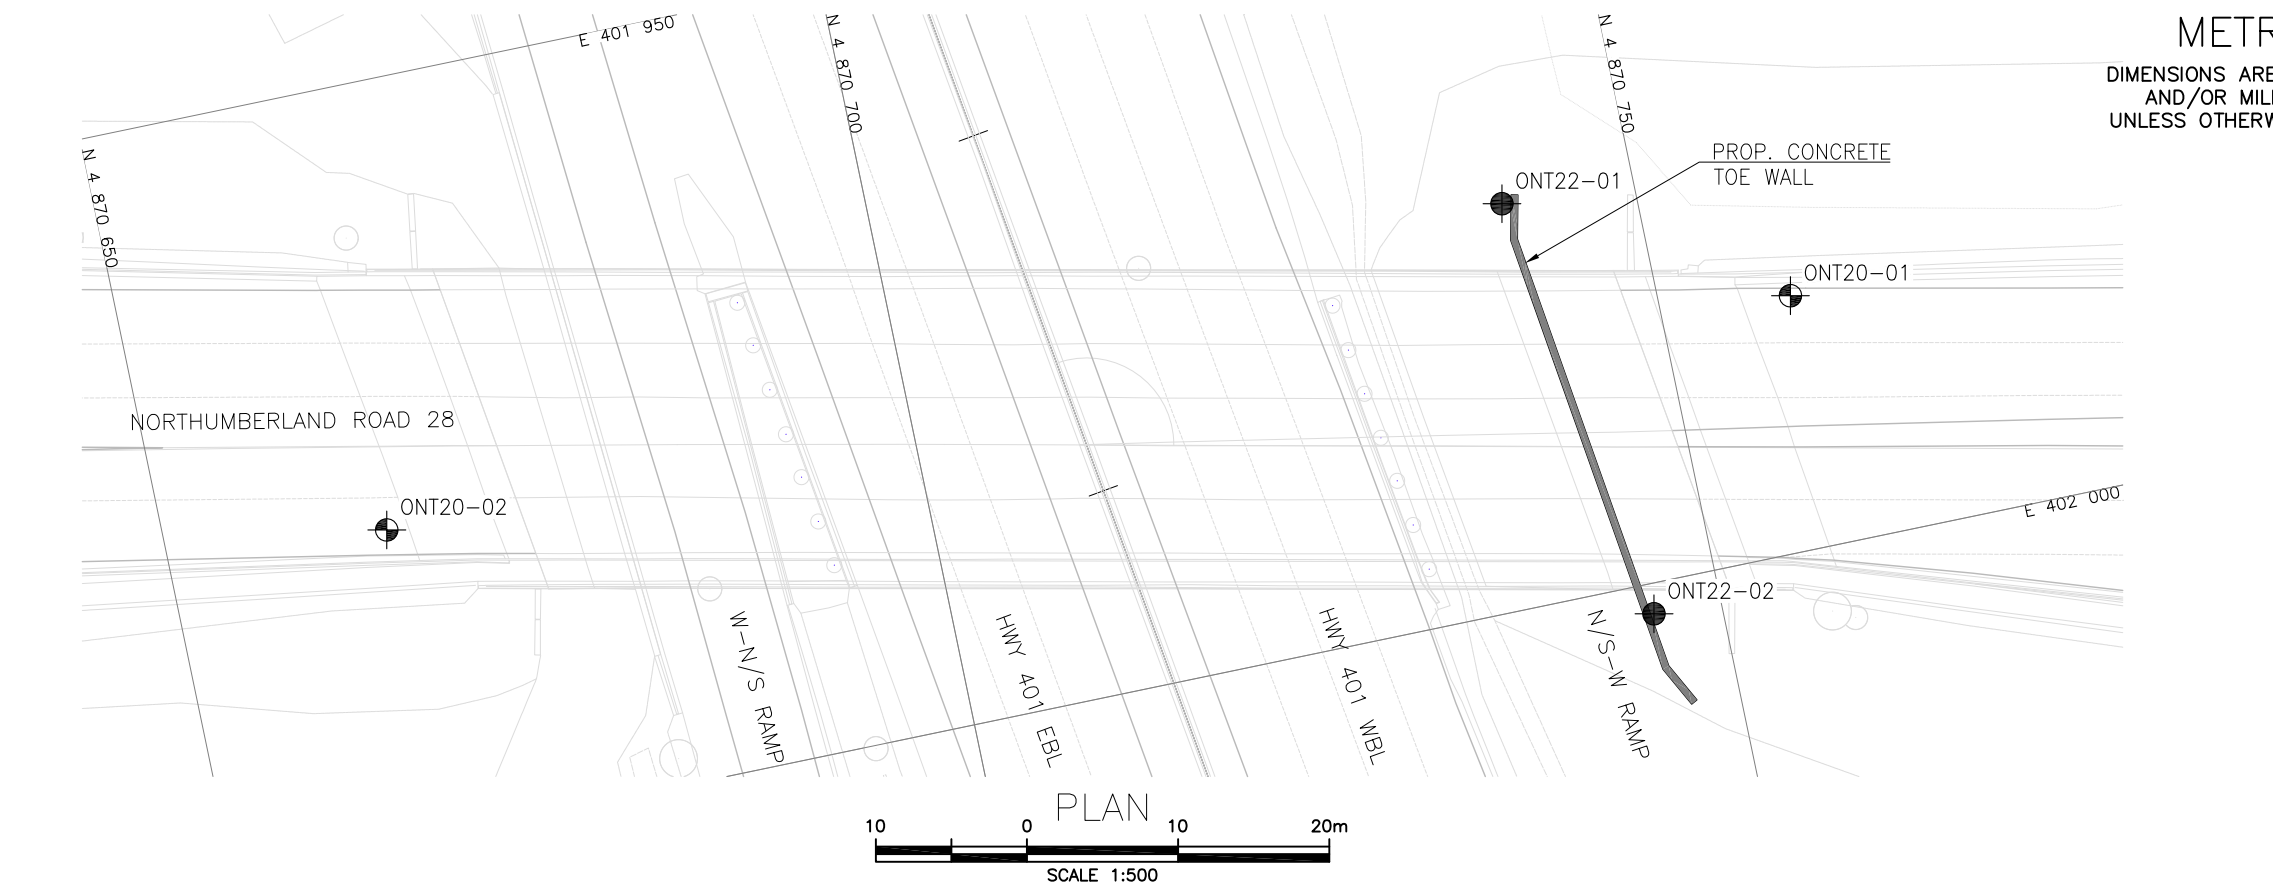 METR
DIMENSIONS ARE
AND/OR MIL
UNLESS OTHERW
E 401 950
N 4 870 700
N 4 870 750
N 4 870 650
PROP. CONCRETE
TOE WALL
ONT22-01
ONT20-01
NORTHUMBERLAND ROAD 28
ONT20-02
E 402 000
ONT22-02
W-N/S RAMP
HWY 401 EBL
HWY 401 WBL
N/S-W RAMP
PLAN
10 0 10 20m
SCALE 1:500